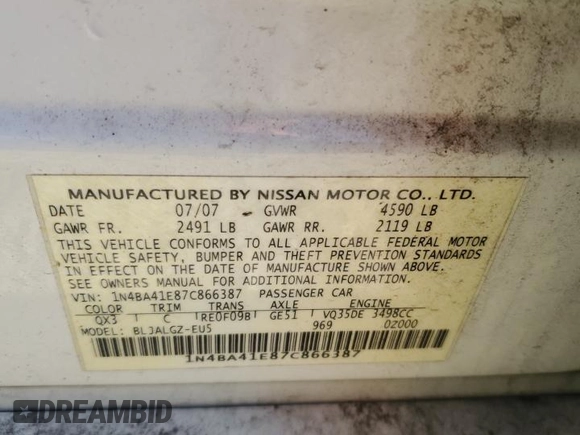 MANUFACTURED BY NISSAN MOTOR CO., LTD.
DATE 07/07 GVWR 4590 LB
GAWR FR. 2491 LB GAWR RR. 2119 LB
THIS VEHICLE CONFORMS TO ALL APPLICABLE FEDERAL MOTOR
VEHICLE SAFETY, BUMPER AND THEFT PREVENTION STANDARDS
IN EFFECT ON THE DATE OF MANUFACTURE SHOWN ABOVE.
SEE OWNERS MANUAL FOR ADDITIONAL INFORMATION.
VIN: 1N4BA41E87C866387 PASSENGER CAR
COLOR TRIM TRANS AXLE ENGINE
QX3 C RE0F09B GE51 VQ35DE 3498CC
MODEL: BLJALGZ-EU5 969 02000
1N4BA41E87C866387
DREAMBID